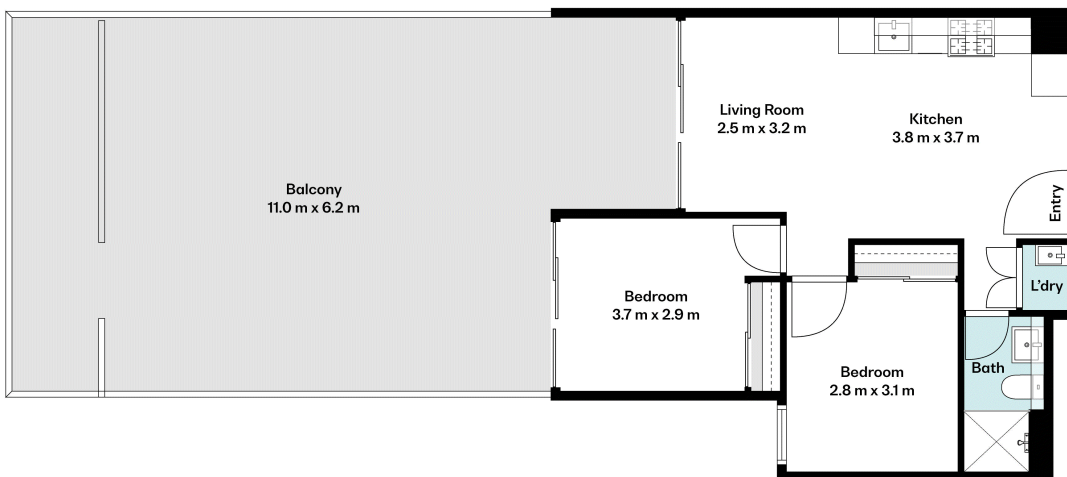 Living Room
2.5 m x 3.2 m
Kitchen
3.8 m x 3.7 m
Balcony
11.0 m x 6.2 m
Entry
Bedroom
3.7 m x 2.9 m
L'dry
Bedroom
2.8 m x 3.1 m
Bath